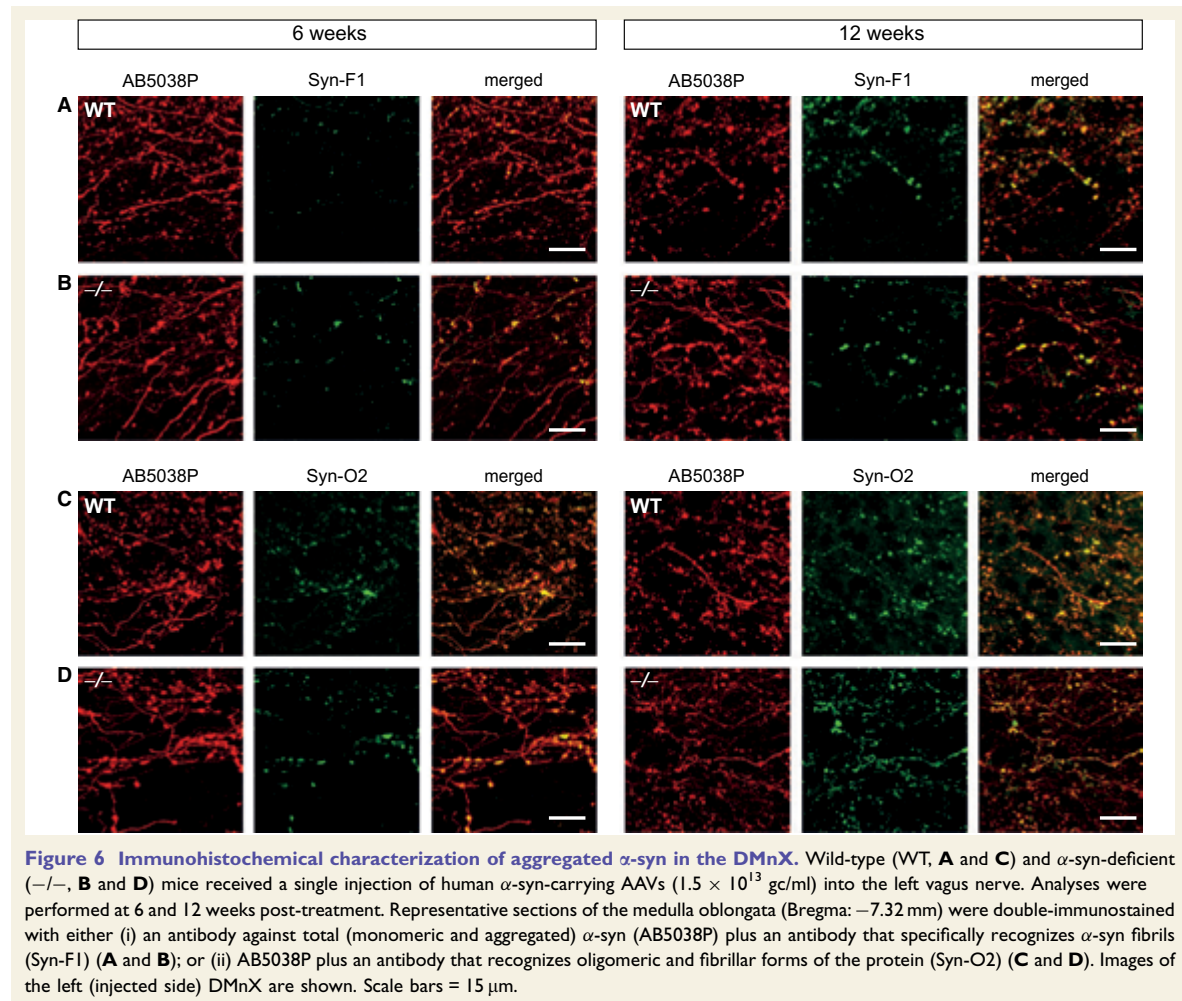 6 weeks 12 weeks
AB5038P Syn-F1 merged AB5038P Syn-F1 merged
A WT WT
B –/– –/–
AB5038P Syn-O2 merged AB5038P Syn-O2 merged
C WT WT
D –/– –/–
Figure 6 Immunohistochemical characterization of aggregated α-syn in the DMnX. Wild-type (WT, A and C) and α-syn-deficient
(−/−, B and D) mice received a single injection of human α-syn-carrying AAVs (1.5 × 10¹³ gc/ml) into the left vagus nerve. Analyses were
performed at 6 and 12 weeks post-treatment. Representative sections of the medulla oblongata (Bregma: −7.32 mm) were double-immunostained
with either (i) an antibody against total (monomeric and aggregated) α-syn (AB5038P) plus an antibody that specifically recognizes α-syn fibrils
(Syn-F1) (A and B); or (ii) AB5038P plus an antibody that recognizes oligomeric and fibrillar forms of the protein (Syn-O2) (C and D). Images of
the left (injected side) DMnX are shown. Scale bars = 15 μm.